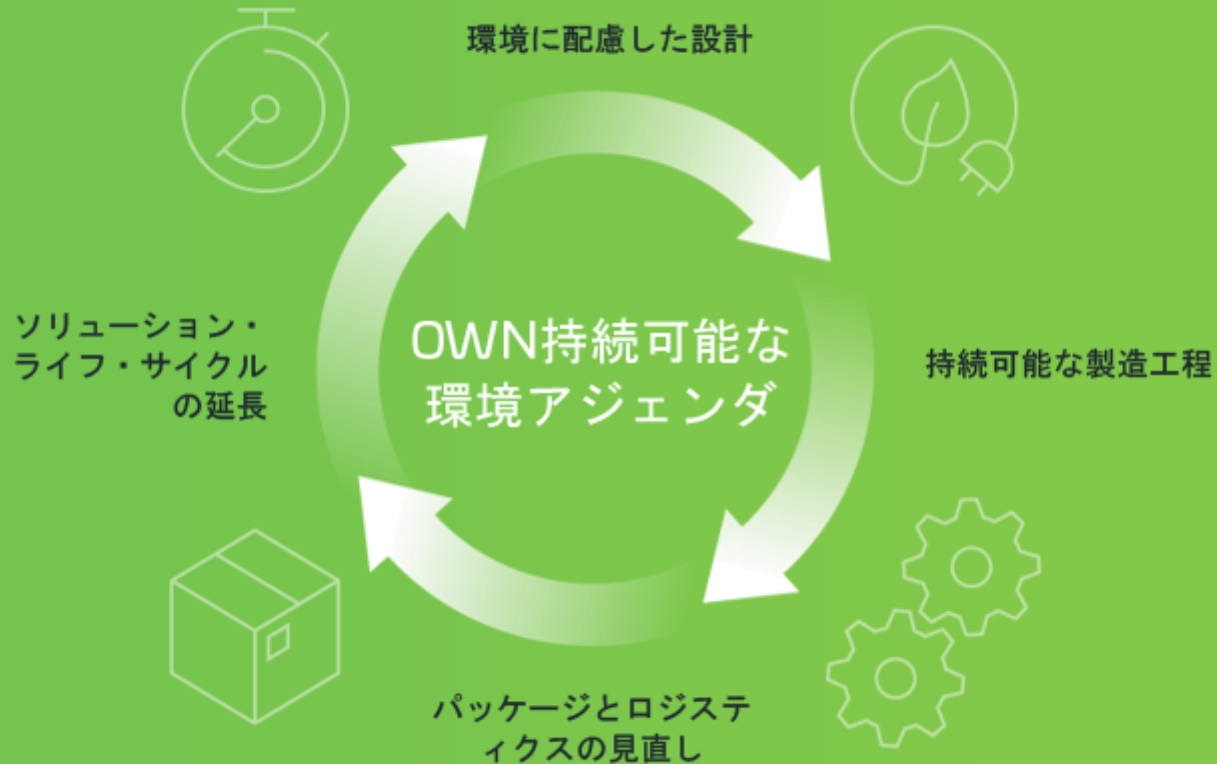 環境に配慮した設計
ソリューション・
ライフ・サイクル
の延長
OWN持続可能な
環境アジェンダ
持続可能な製造工程
パッケージとロジステ
ィクスの見直し